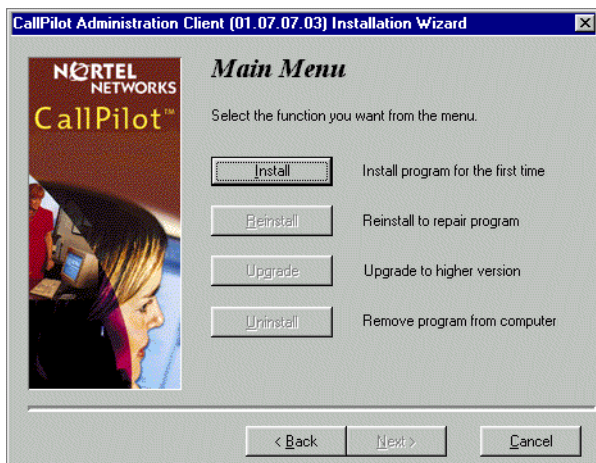 CallPilot Administration Client (01.07.07.03) Installation Wizard
NORTEL
NETWORKS
CallPilot™
Main Menu
Select the function you want from the menu.
Install
Install program for the first time
Reinstall
Reinstall to repair program
Upgrade
Upgrade to higher version
Uninstall
Remove program from computer
< Back
Next >
Cancel